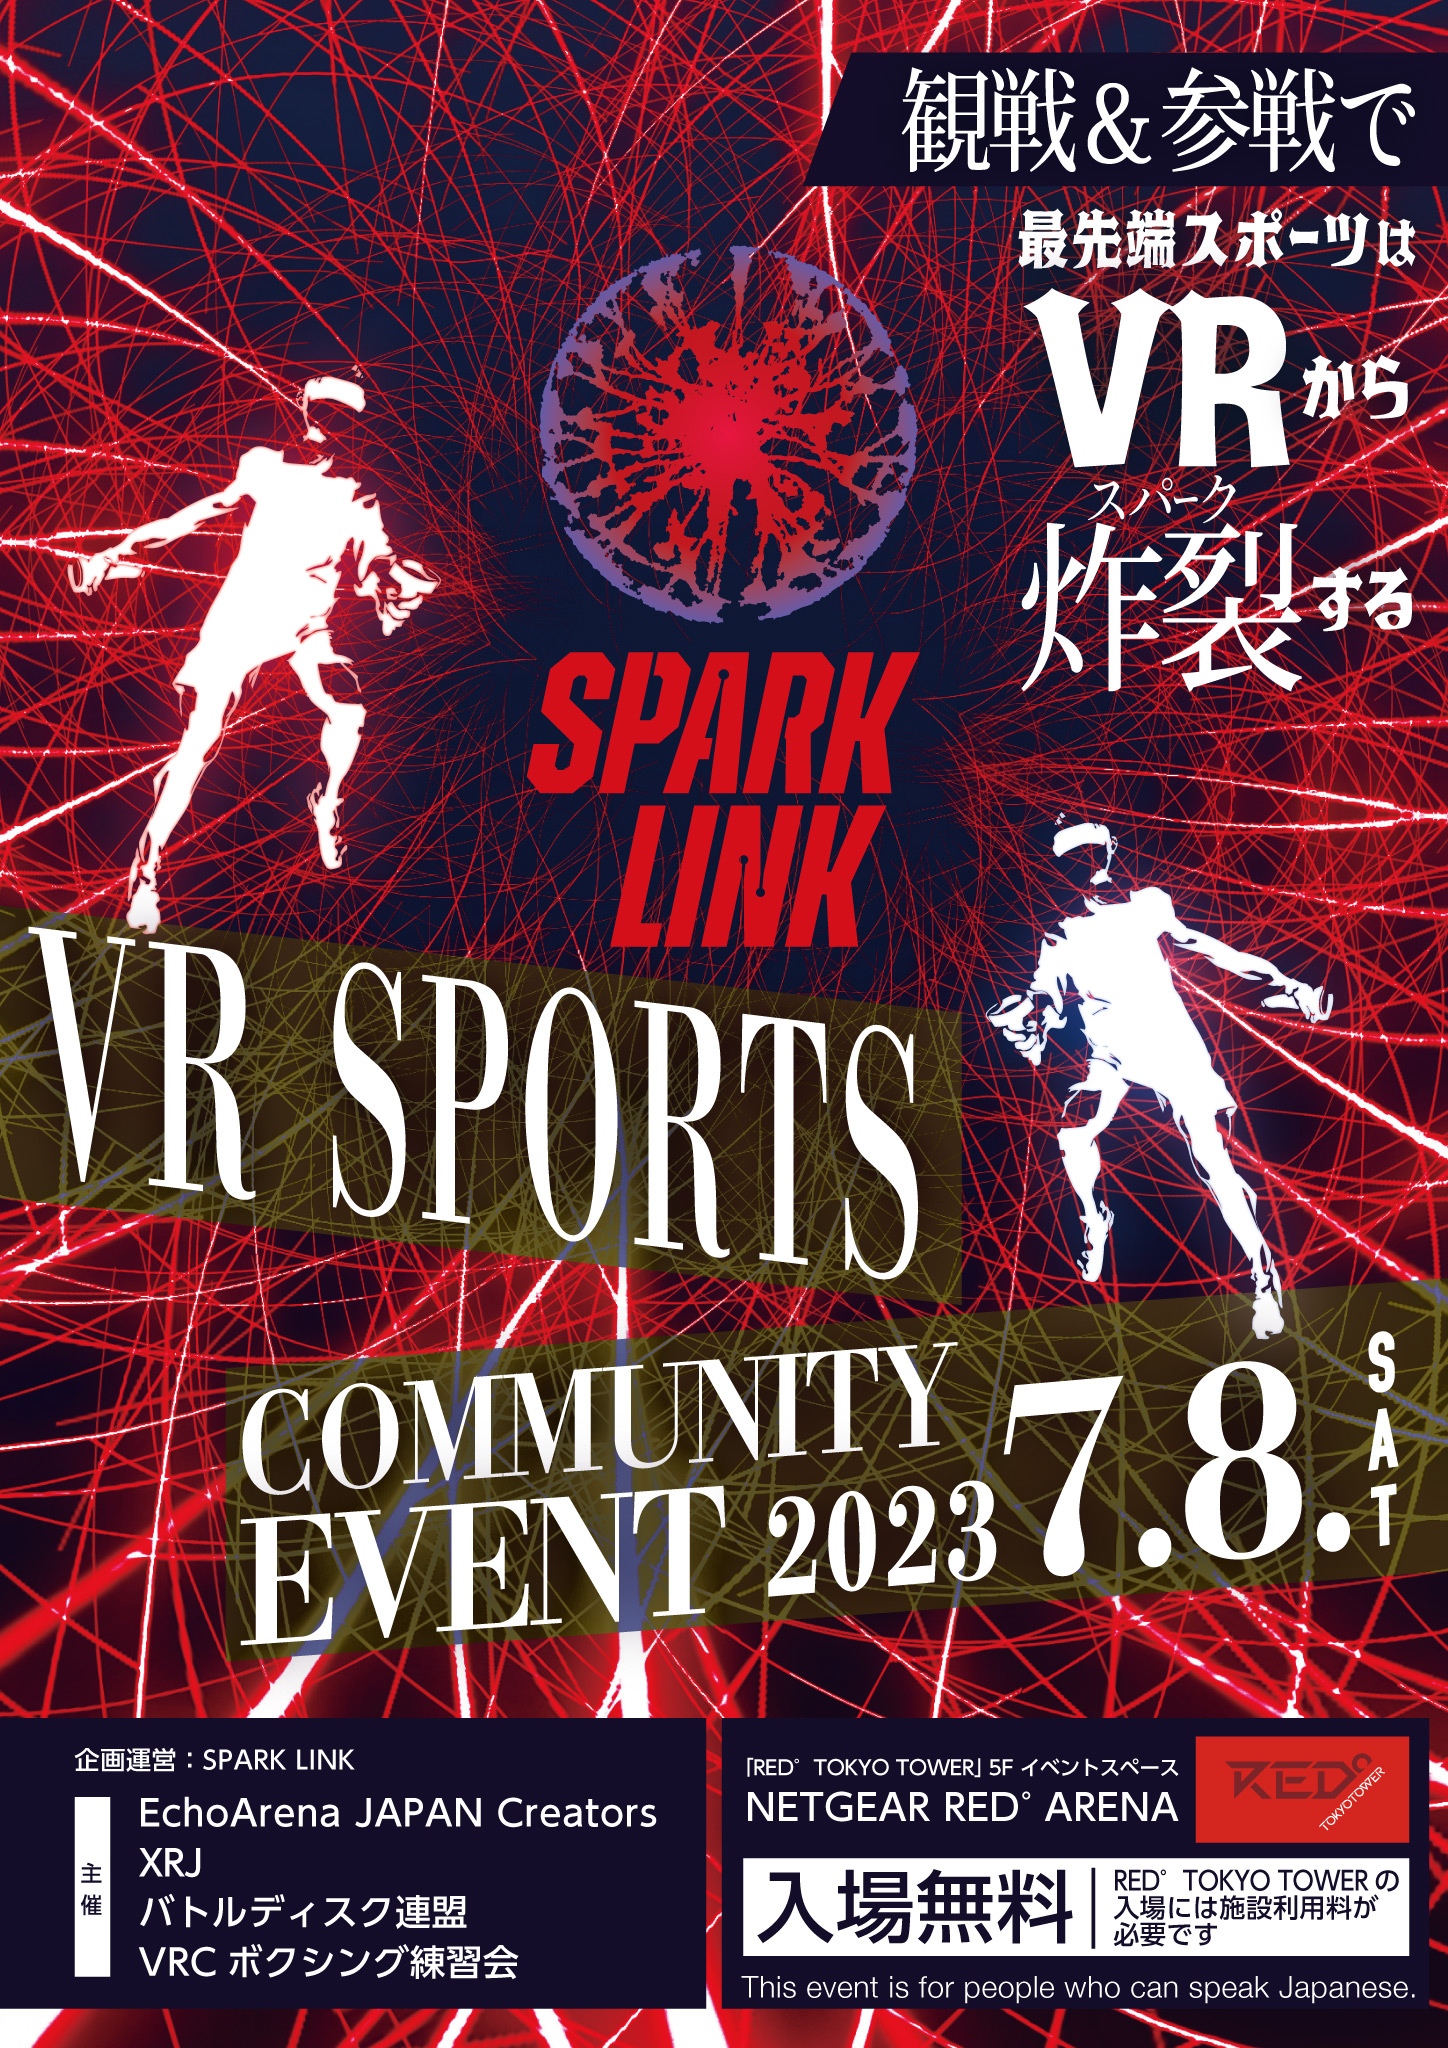 観戦&参戦で
最先端スポーツは
VRから
スパーク
炸裂する
SPARK
LINK
VR SPORTS
COMMUNITY
EVENT 2023 7.8. SAT
企画運営：SPARK LINK
主催
EchoArena JAPAN Creators
XRJ
バトルディスク連盟
VRC ボクシング練習会
「RED° TOKYO TOWER」5F イベントスペース
NETGEAR RED° ARENA
RED°
TOKYOTOWER
入場無料
RED° TOKYO TOWER の
入場には施設利用料が
必要です
This event is for people who can speak Japanese.